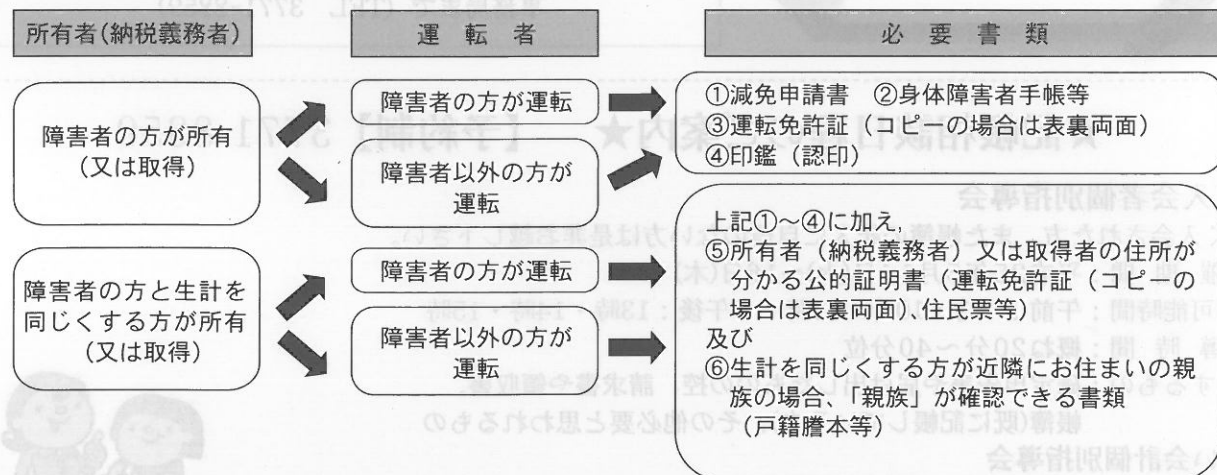 所有者(納税義務者)
運　転　者
必　要　書　類
障害者の方が所有
(又は取得)
障害者の方が運転
障害者以外の方が
運転
①減免申請書　②身体障害者手帳等
③運転免許証（コピーの場合は表裏両面）
④印鑑（認印）
障害者の方と生計を
同じくする方が所有
(又は取得)
障害者の方が運転
障害者以外の方が
運転
上記①～④に加え,
⑤所有者（納税義務者）又は取得者の住所が
分かる公的証明書（運転免許証（コピーの
場合は表裏両面）、住民票等）
及び
⑥生計を同じくする方が近隣にお住まいの親
族の場合、「親族」が確認できる書類
（戸籍謄本等）